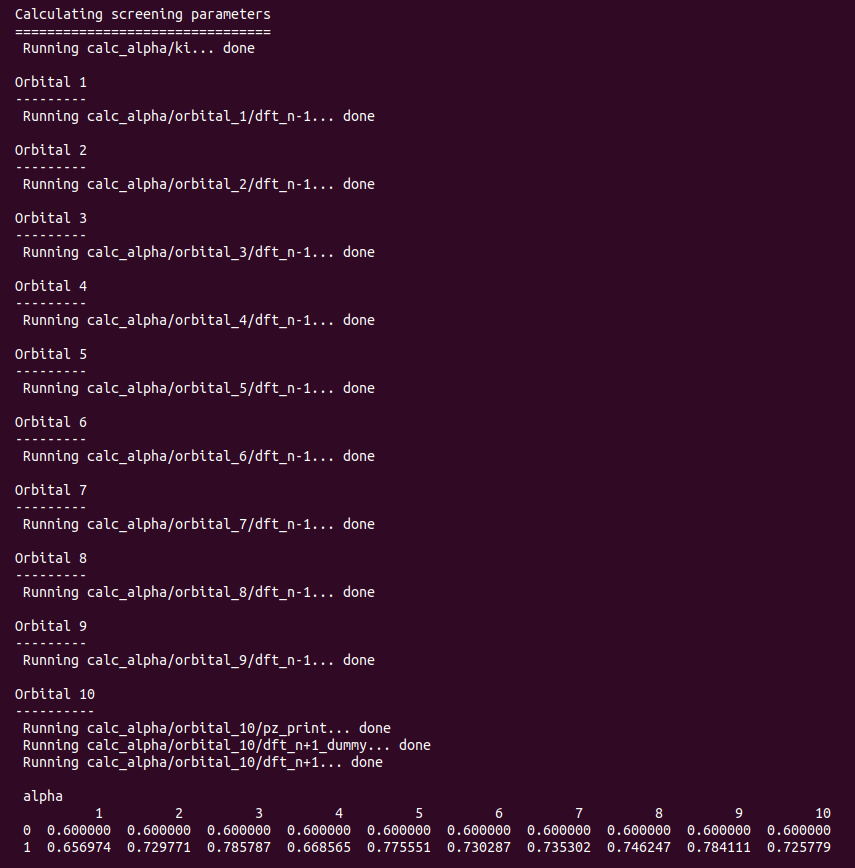 Calculating screening parameters
================================
Running calc_alpha/ki... done
Orbital 1
---------
Running calc_alpha/orbital_1/dft_n-1... done
Orbital 2
---------
Running calc_alpha/orbital_2/dft_n-1... done
Orbital 3
---------
Running calc_alpha/orbital_3/dft_n-1... done
Orbital 4
---------
Running calc_alpha/orbital_4/dft_n-1... done
Orbital 5
---------
Running calc_alpha/orbital_5/dft_n-1... done
Orbital 6
---------
Running calc_alpha/orbital_6/dft_n-1... done
Orbital 7
---------
Running calc_alpha/orbital_7/dft_n-1... done
Orbital 8
---------
Running calc_alpha/orbital_8/dft_n-1... done
Orbital 9
---------
Running calc_alpha/orbital_9/dft_n-1... done
Orbital 10
----------
Running calc_alpha/orbital_10/pz_print... done
Running calc_alpha/orbital_10/dft_n+1_dummy... done
Running calc_alpha/orbital_10/dft_n+1... done
alpha
1 2 3 4 5 6 7 8 9 10
0 0.600000 0.600000 0.600000 0.600000 0.600000 0.600000 0.600000 0.600000 0.600000 0.600000
1 0.656974 0.729771 0.785787 0.668565 0.775551 0.730287 0.735302 0.746247 0.784111 0.725779